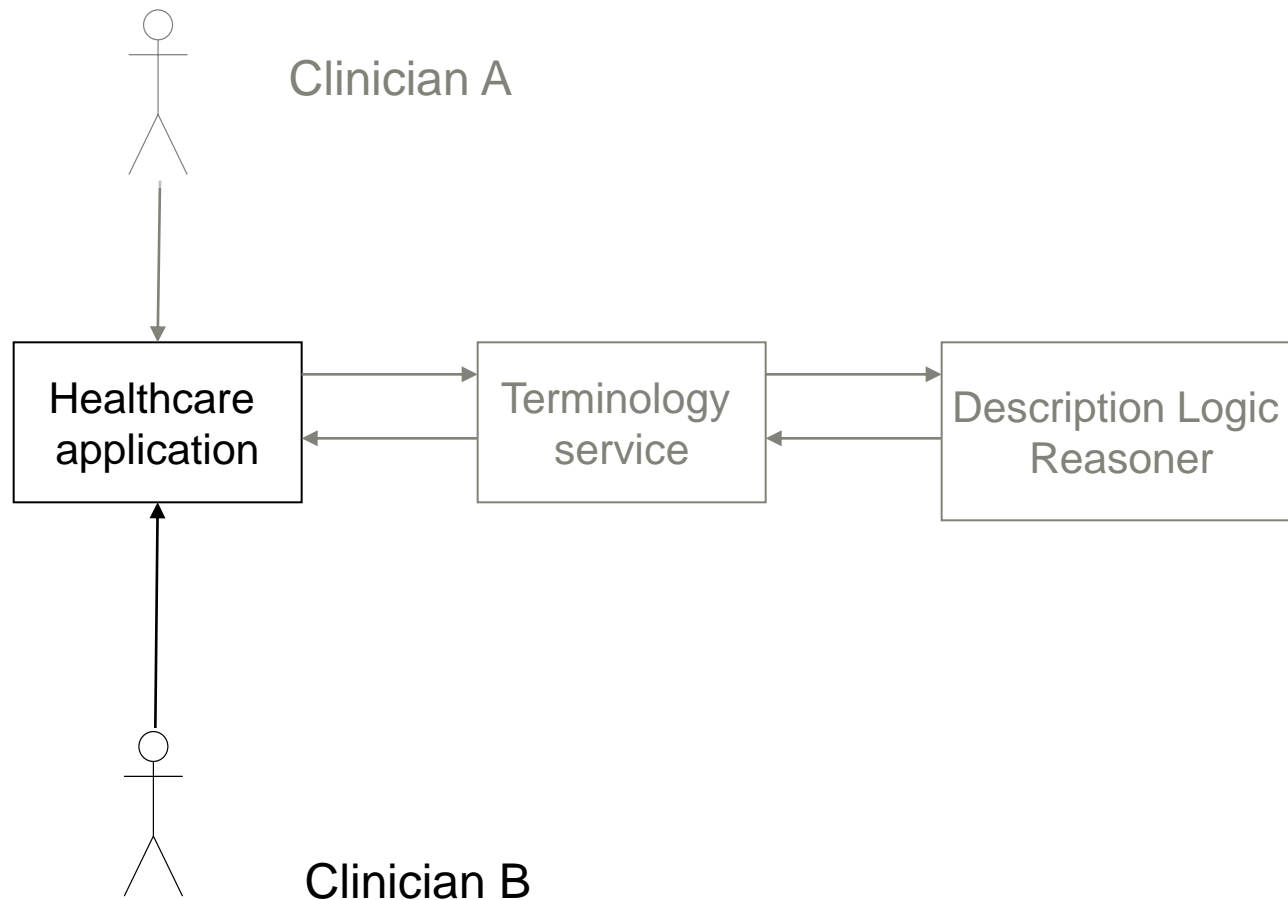 Clinician A
Healthcare
application
Terminology
service
Description Logic
Reasoner
Clinician B